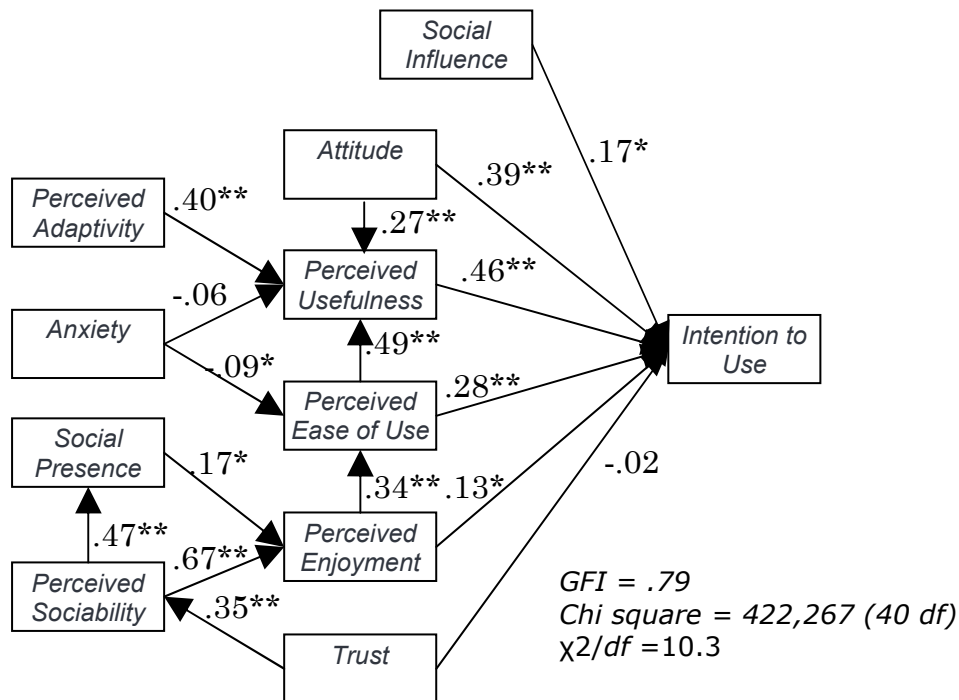 Social
Influence
.17*
Attitude
.39**
Perceived
Adaptivity
.40**
.27**
Perceived
Usefulness
.46**
-.06
Anxiety
Intention to
Use
.49**
-.09*
Perceived
Ease of Use
.28**
Social
Presence
.17*
-.02
.34**
.13*
.47**
Perceived
Enjoyment
.67**
Perceived
Sociability
.35**
Trust
GFI = .79
Chi square = 422,267 (40 df)
χ2/df =10.3